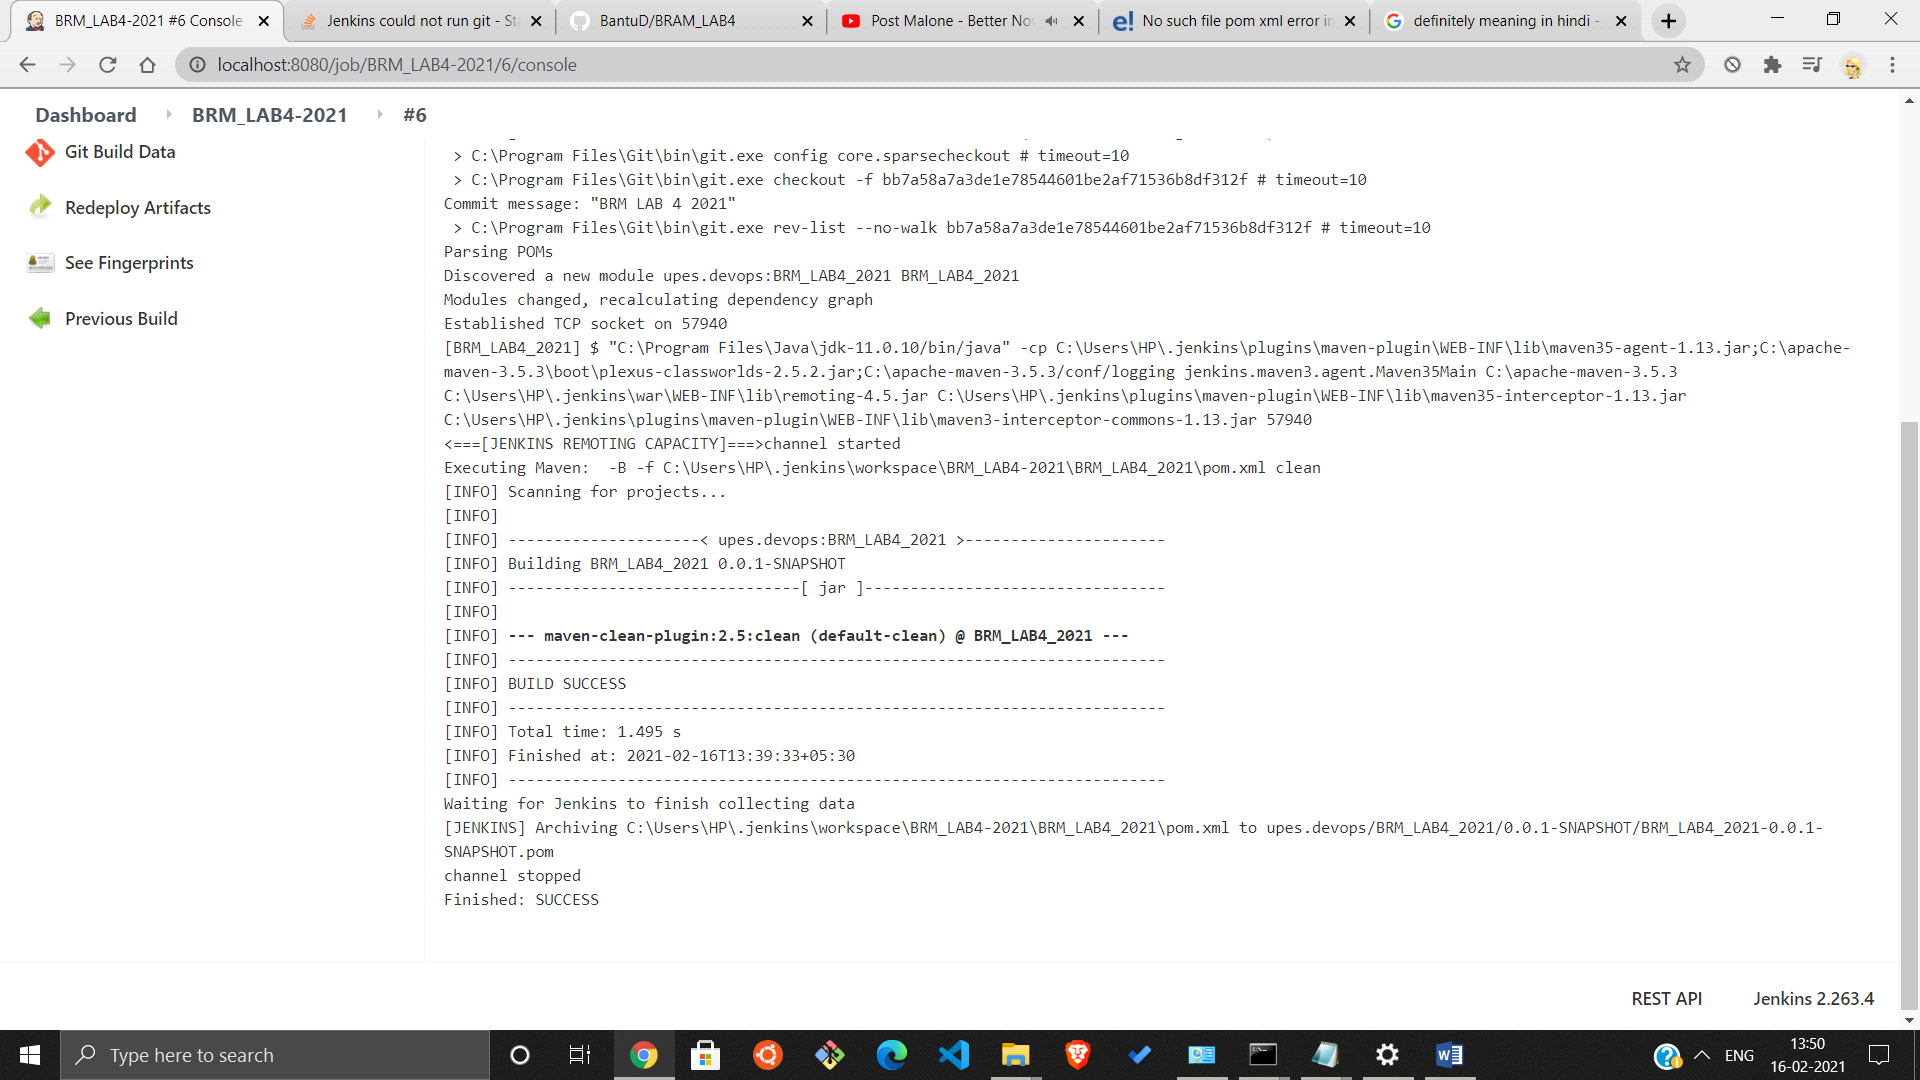 BRM_LAB4-2021 #6 Console
Jenkins could not run git - St
BantuD/BRAM_LAB4
Post Malone - Better No
No such file pom xml error in
definitely meaning in hindi -
localhost:8080/job/BRM_LAB4-2021/6/console
Dashboard
BRM_LAB4-2021
#6
Git Build Data
Redeploy Artifacts
See Fingerprints
Previous Build
> C:\Program Files\Git\bin\git.exe config core.sparsecheckout # timeout=10
> C:\Program Files\Git\bin\git.exe checkout -f bb7a58a7a3de1e78544601be2af71536b8df312f # timeout=10
Commit message: "BRM LAB 4 2021"
> C:\Program Files\Git\bin\git.exe rev-list --no-walk bb7a58a7a3de1e78544601be2af71536b8df312f # timeout=10
Parsing POMs
Discovered a new module upes.devops:BRM_LAB4_2021 BRM_LAB4_2021
Modules changed, recalculating dependency graph
Established TCP socket on 57940
[BRM_LAB4_2021] $ "C:\Program Files\Java\jdk-11.0.10/bin/java" -cp C:\Users\HP\.jenkins\plugins\maven-plugin\WEB-INF\lib\maven35-agent-1.13.jar;C:\apache-
maven-3.5.3\boot\plexus-classworlds-2.5.2.jar;C:\apache-maven-3.5.3/conf/logging jenkins.maven3.agent.Maven35Main C:\apache-maven-3.5.3
C:\Users\HP\.jenkins\war\WEB-INF\lib\remoting-4.5.jar C:\Users\HP\.jenkins\plugins\maven-plugin\WEB-INF\lib\maven35-interceptor-1.13.jar
C:\Users\HP\.jenkins\plugins\maven-plugin\WEB-INF\lib\maven3-interceptor-commons-1.13.jar 57940
<===[JENKINS REMOTING CAPACITY]===>channel started
Executing Maven:  -B -f C:\Users\HP\.jenkins\workspace\BRM_LAB4-2021\BRM_LAB4_2021\pom.xml clean
[INFO] Scanning for projects...
[INFO]
[INFO] ---------------------< upes.devops:BRM_LAB4_2021 >----------------------
[INFO] Building BRM_LAB4_2021 0.0.1-SNAPSHOT
[INFO] --------------------------------[ jar ]---------------------------------
[INFO]
[INFO] --- maven-clean-plugin:2.5:clean (default-clean) @ BRM_LAB4_2021 ---
[INFO] ------------------------------------------------------------------------
[INFO] BUILD SUCCESS
[INFO] ------------------------------------------------------------------------
[INFO] Total time: 1.495 s
[INFO] Finished at: 2021-02-16T13:39:33+05:30
[INFO] ------------------------------------------------------------------------
Waiting for Jenkins to finish collecting data
[JENKINS] Archiving C:\Users\HP\.jenkins\workspace\BRM_LAB4-2021\BRM_LAB4_2021\pom.xml to upes.devops/BRM_LAB4_2021/0.0.1-SNAPSHOT/BRM_LAB4_2021-0.0.1-
SNAPSHOT.pom
channel stopped
Finished: SUCCESS
REST API
Jenkins 2.263.4
Type here to search
ENG
13:50
16-02-2021